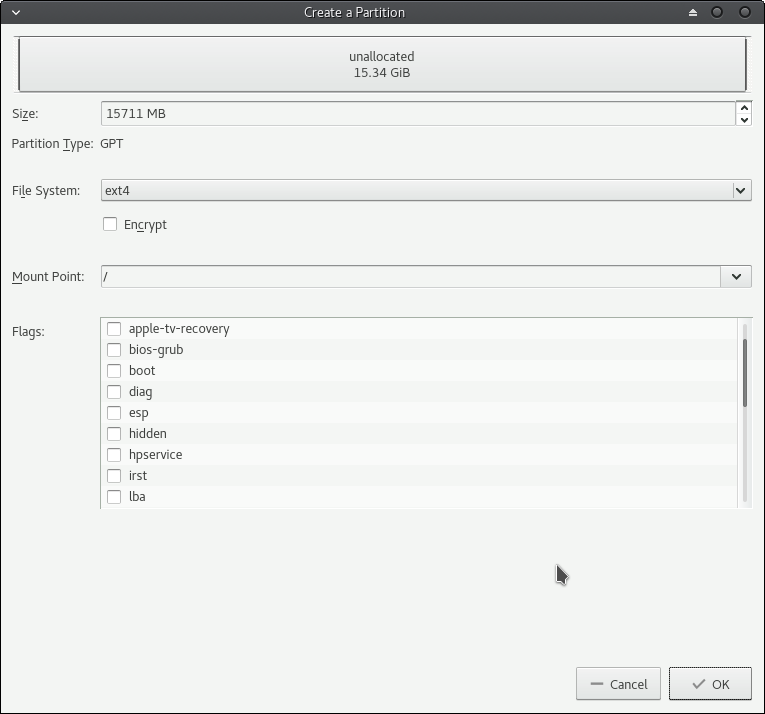 Create a Partition
unallocated
15.34 GiB
Size: 15711 MB
Partition Type: GPT
File System: ext4
Encrypt
Mount Point: /
Flags:
apple-tv-recovery
bios-grub
boot
diag
esp
hidden
hpservice
irst
lba
Cancel OK